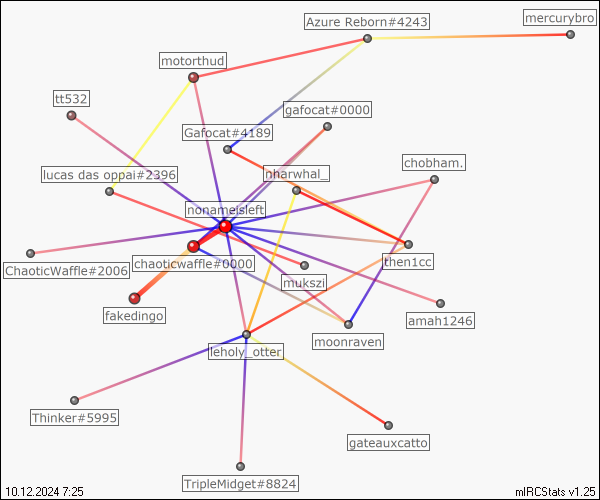 mercurybro
Azure Reborn#4243
motorthud
tt532
gafocat#0000
Gafocat#4189
chobham.
lucas das oppai#2396
nharwhal_
nonameisleft
ChaoticWaffle#2006
chaoticwaffle#0000
then1cc
mukszi
fakedingo
amah1246
moonraven
leholy_otter
Thinker#5995
gateauxcatto
TripleMidget#8824
10.12.2024 7:25
mIRCStats v1.25